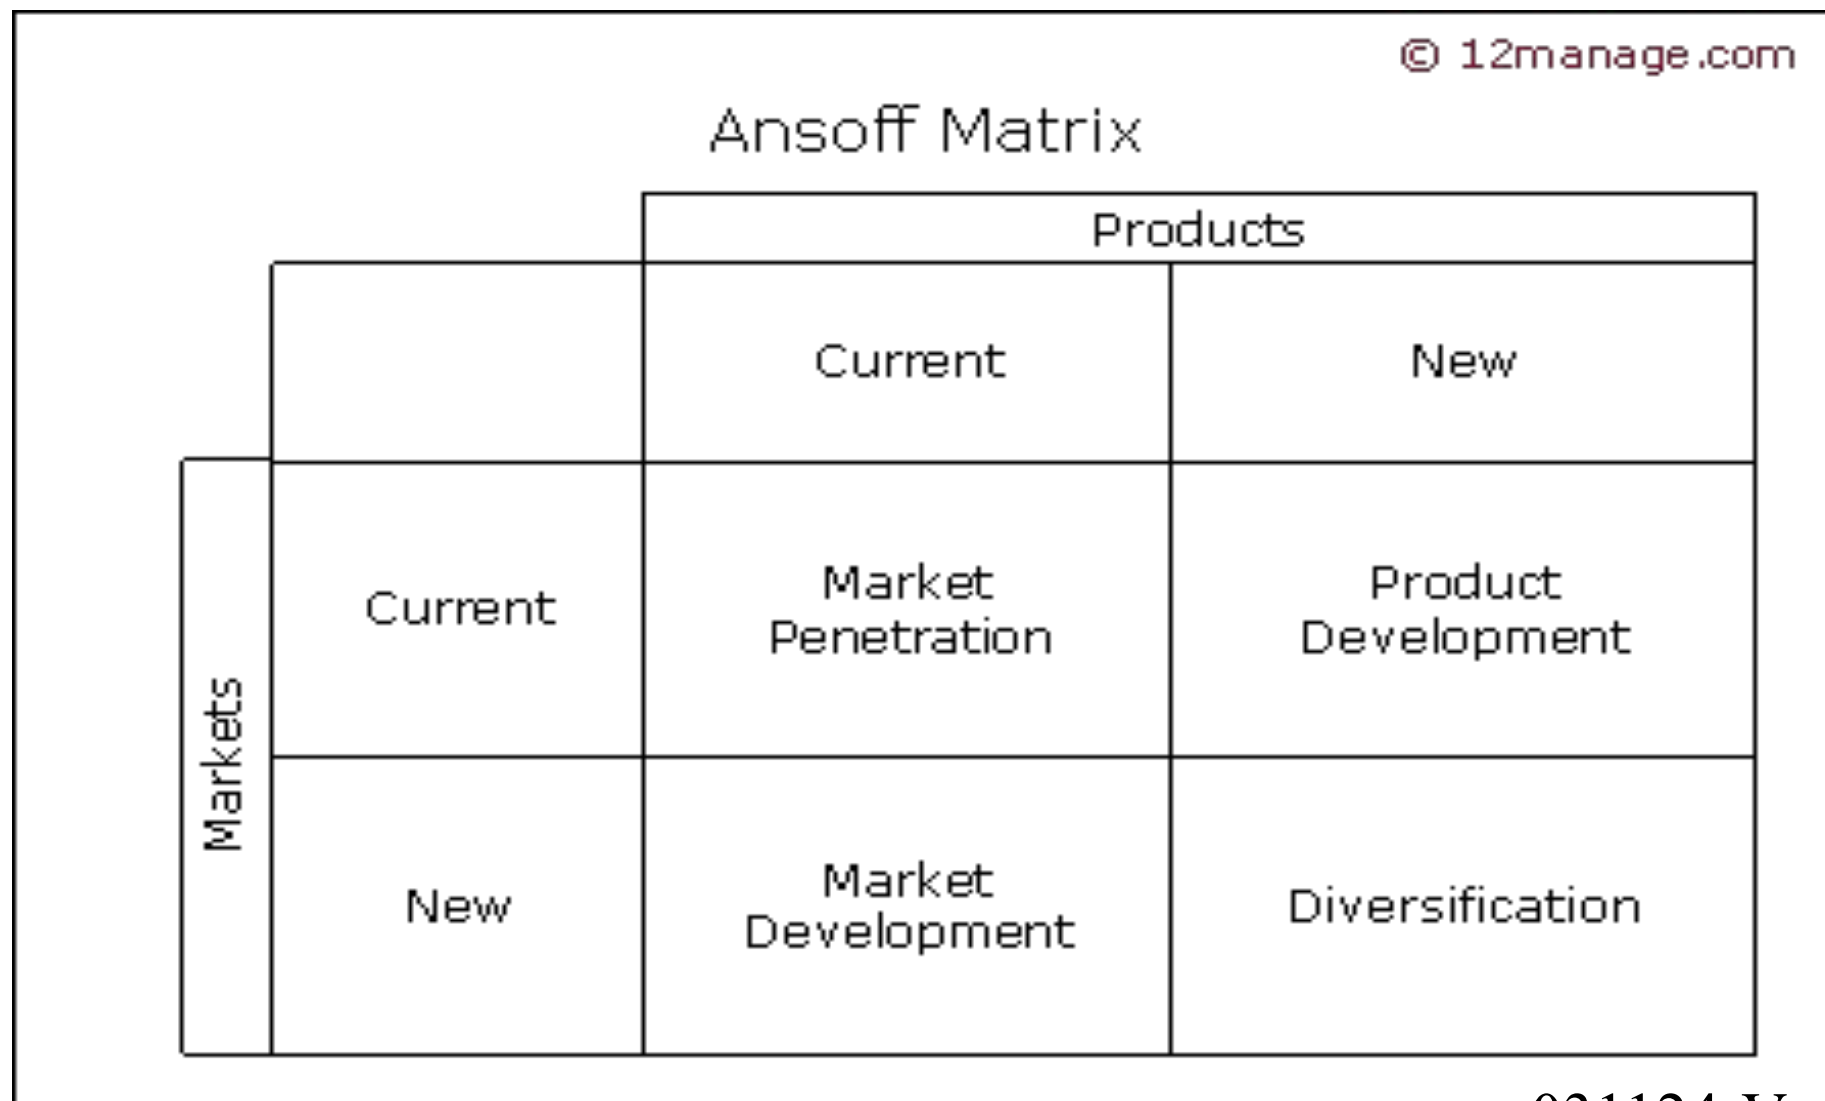 © 12manage.com
Ansoff Matrix
Products
Current New
Current
Market
Penetration
Product
Development
Markets
New
Market
Development
Diversification